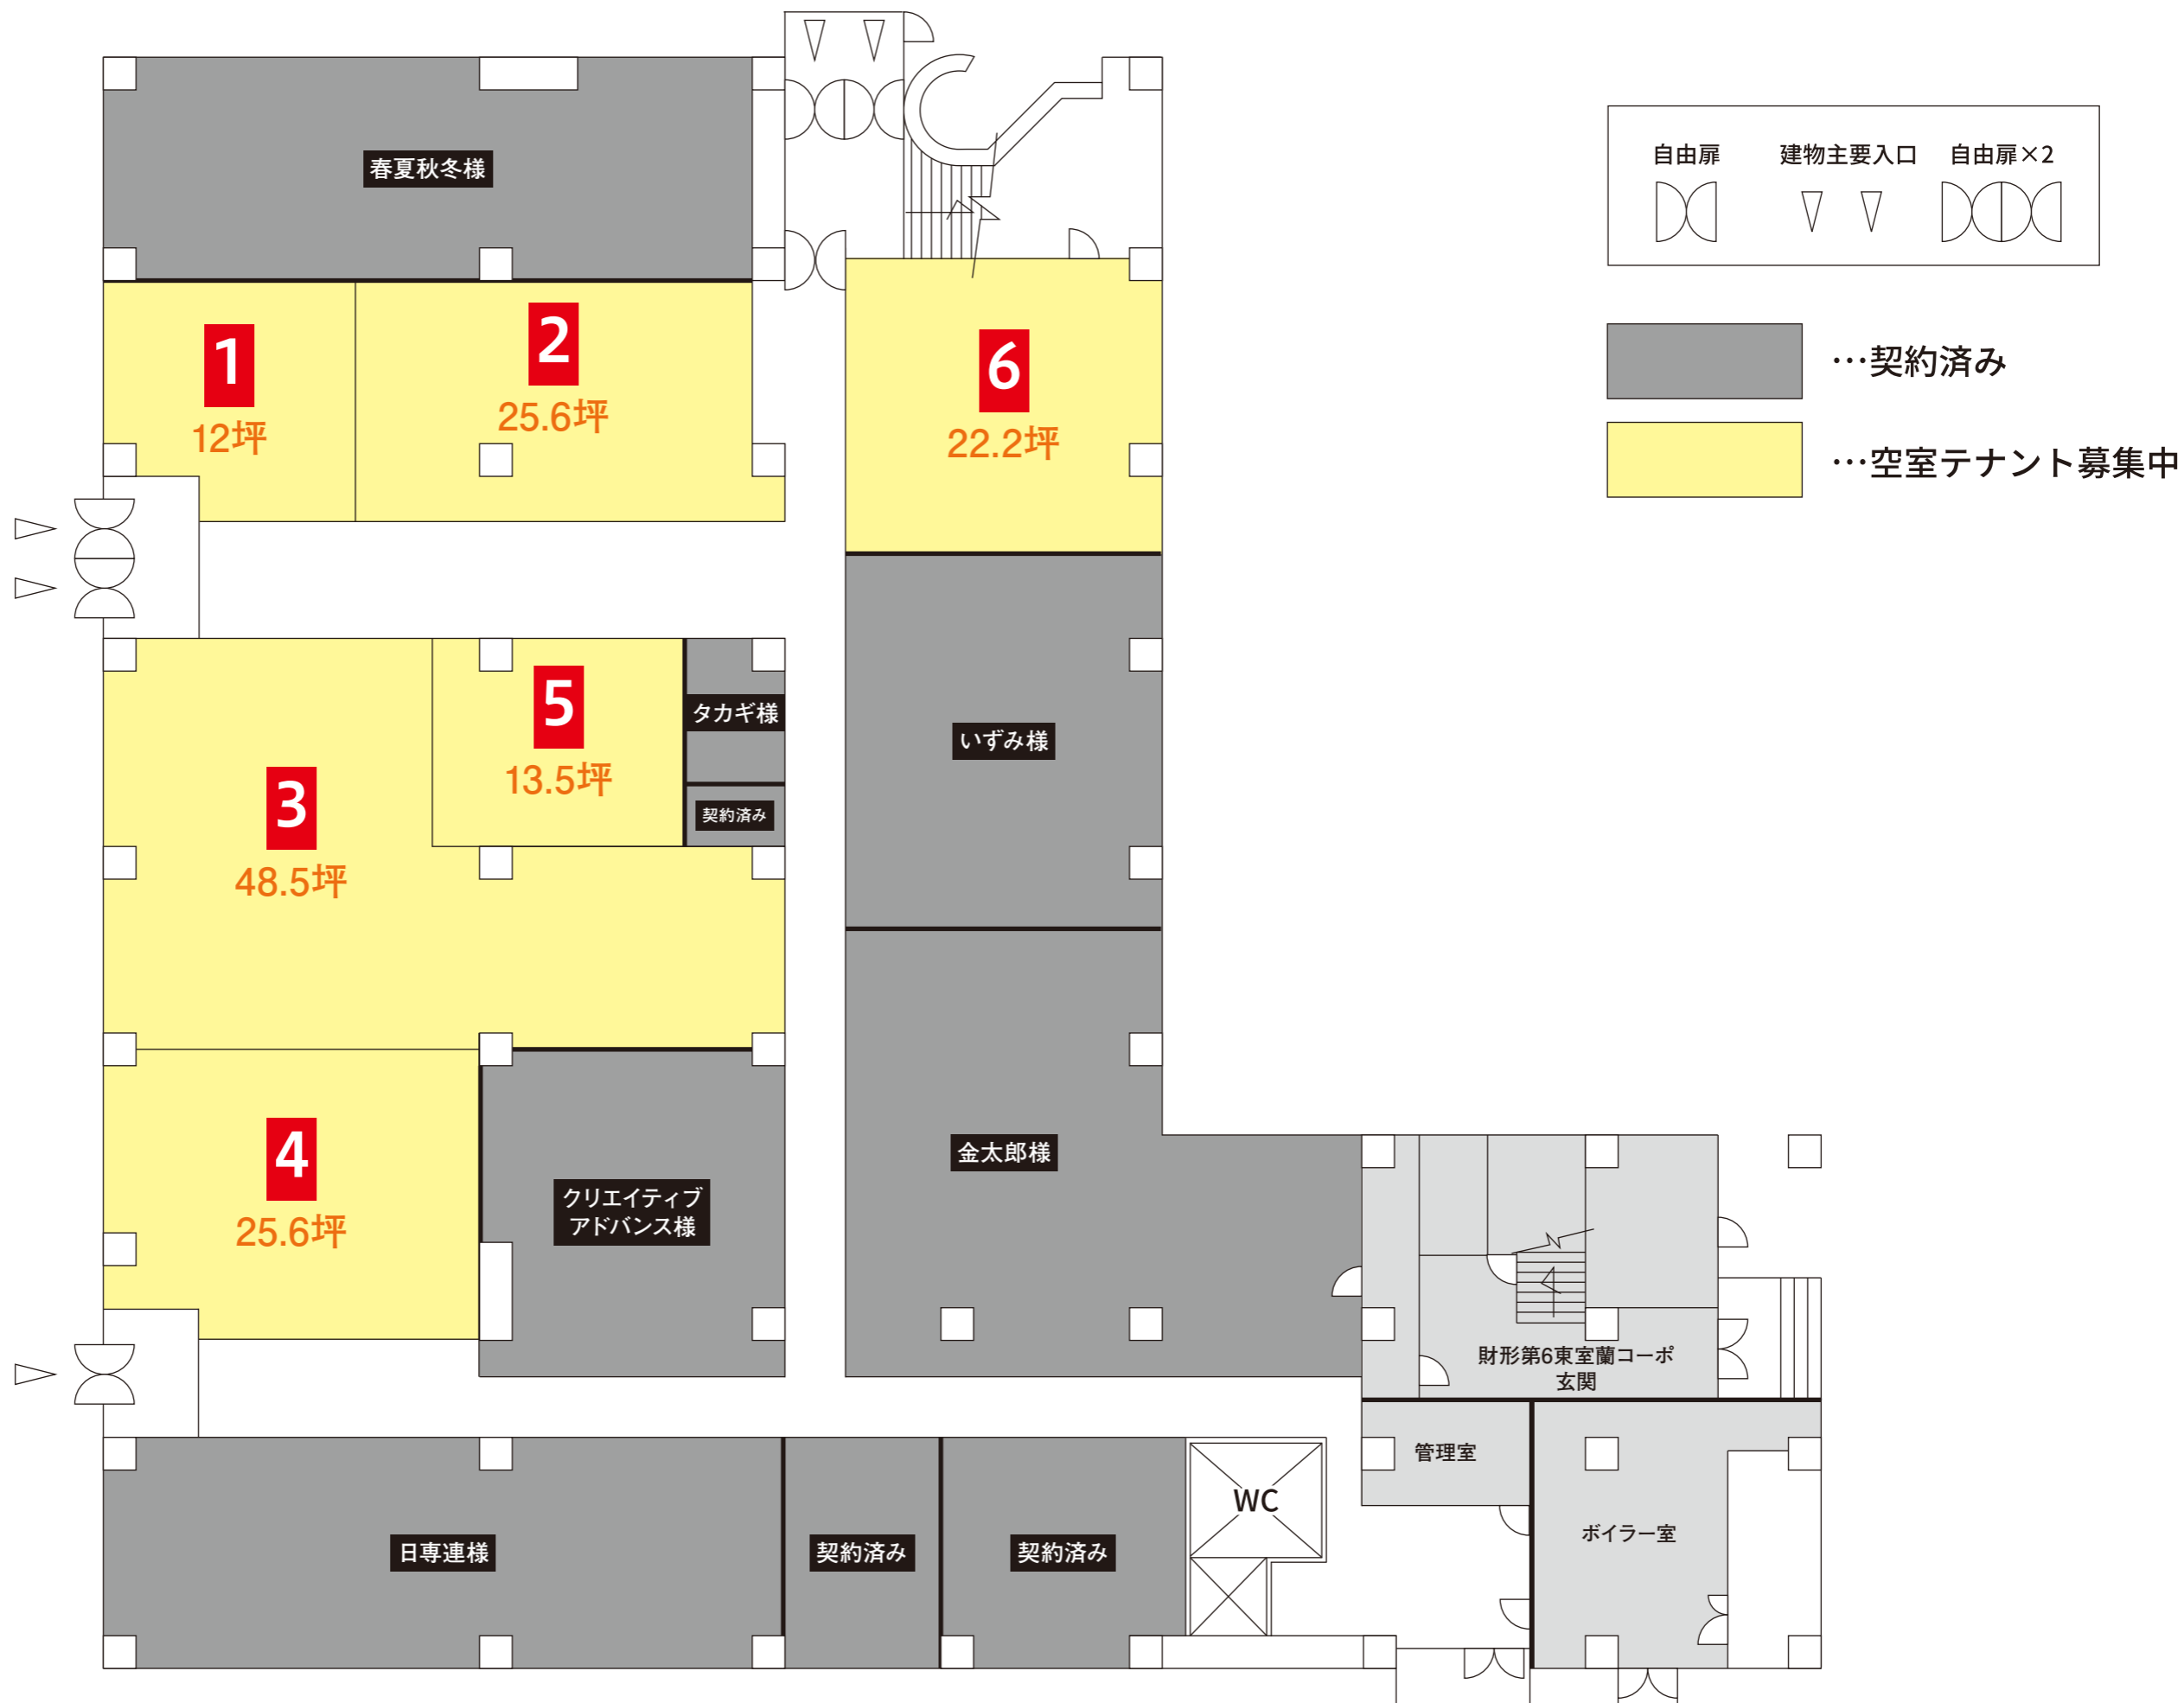 自由扉
建物主要入口
自由扉×2
…契約済み
…空室テナント募集中
春夏秋冬様
1
12坪
2
25.6坪
6
22.2坪
5
13.5坪
タカギ様
契約済み
3
48.5坪
いずみ様
4
25.6坪
クリエイティブ
アドバンス様
金太郎様
財形第6東室蘭コーポ
玄関
管理室
ボイラー室
WC
日専連様
契約済み
契約済み